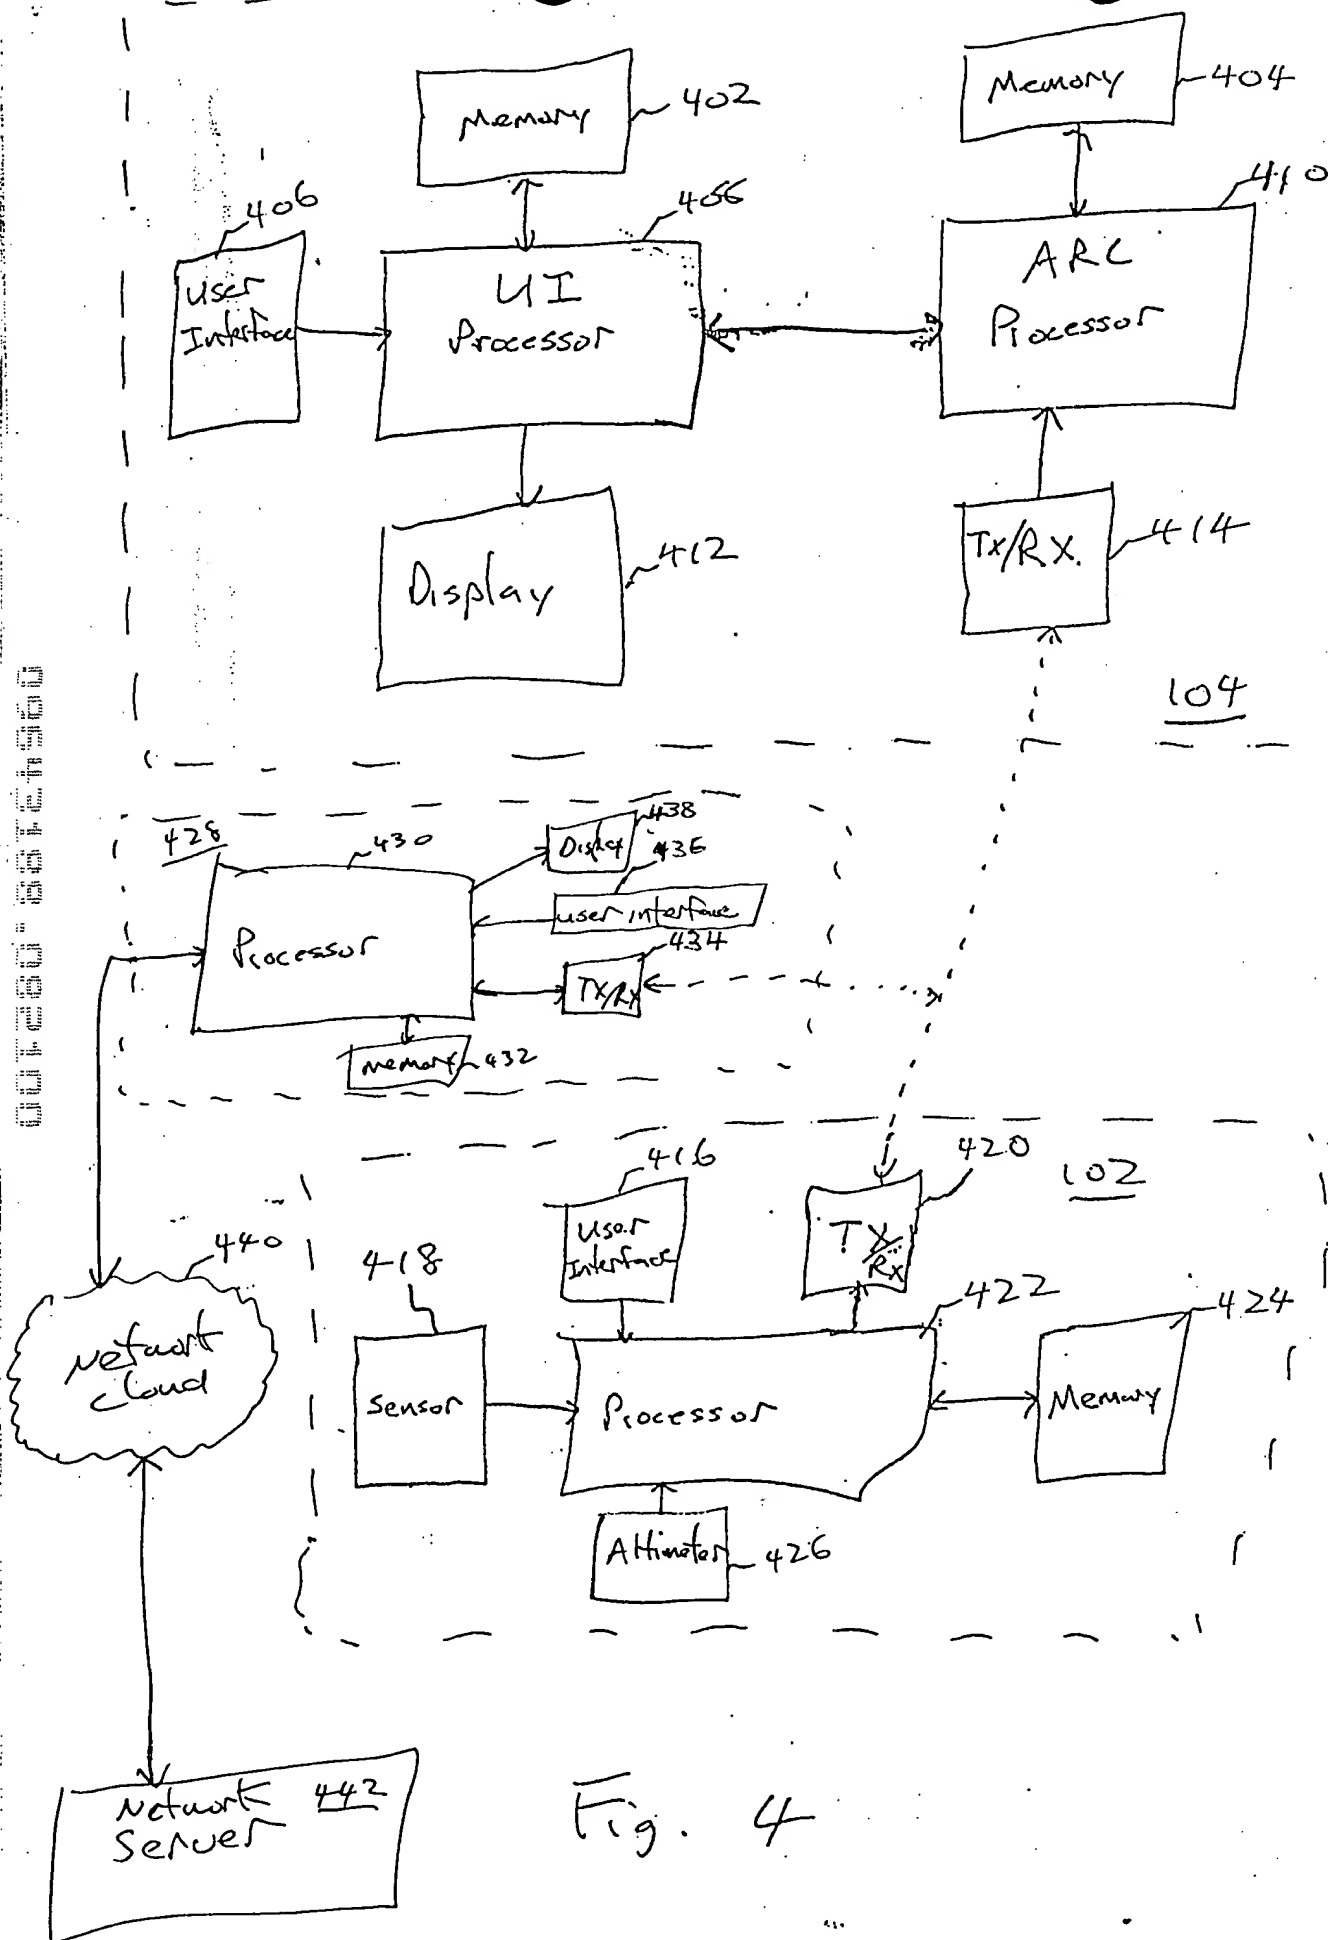 Memory
402
Memory
404
406
User
Interface
UI
Processor
410
ARC
Processor
Display
412
Tx/RX.
414
104
428
430
Processor
Display
438
436
user interface
434
TX/RX
memory
432
440
Network
cloud
416
User
Interface
420
TX/
RX
102
418
Sensor
422
Processor
424
Memory
Altimeter
426
Network 442
Server
Fig. 4